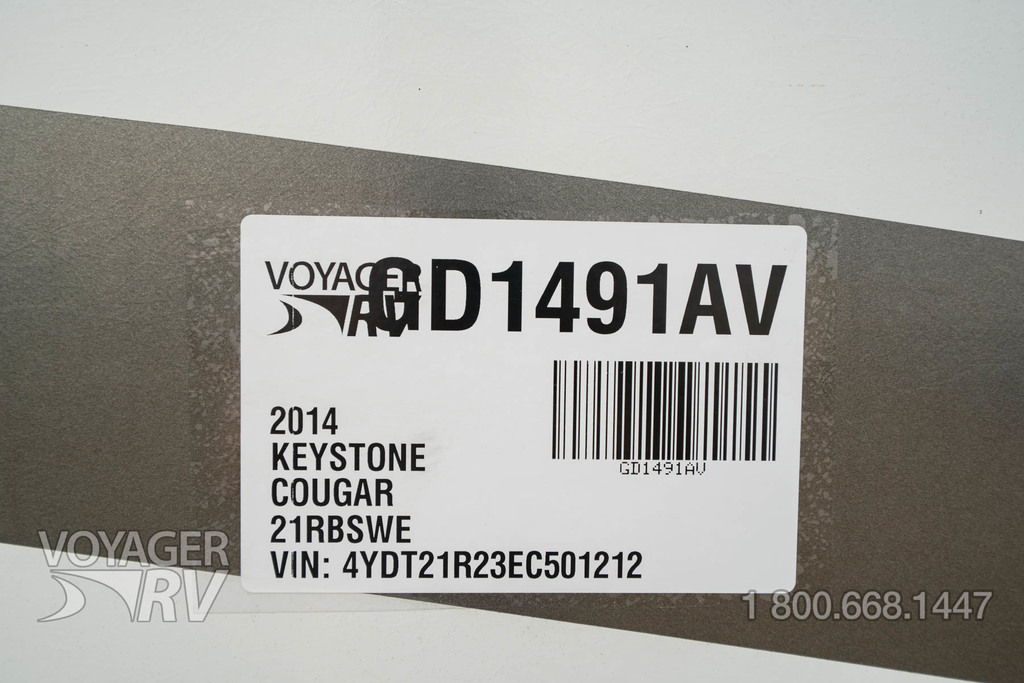 VOYAGER
RV
GD1491AV
GD1491AV
2014
KEYSTONE
COUGAR
21RBSWE
VIN: 4YDT21R23EC501212
VOYAGER
RV
1 800.668.1447